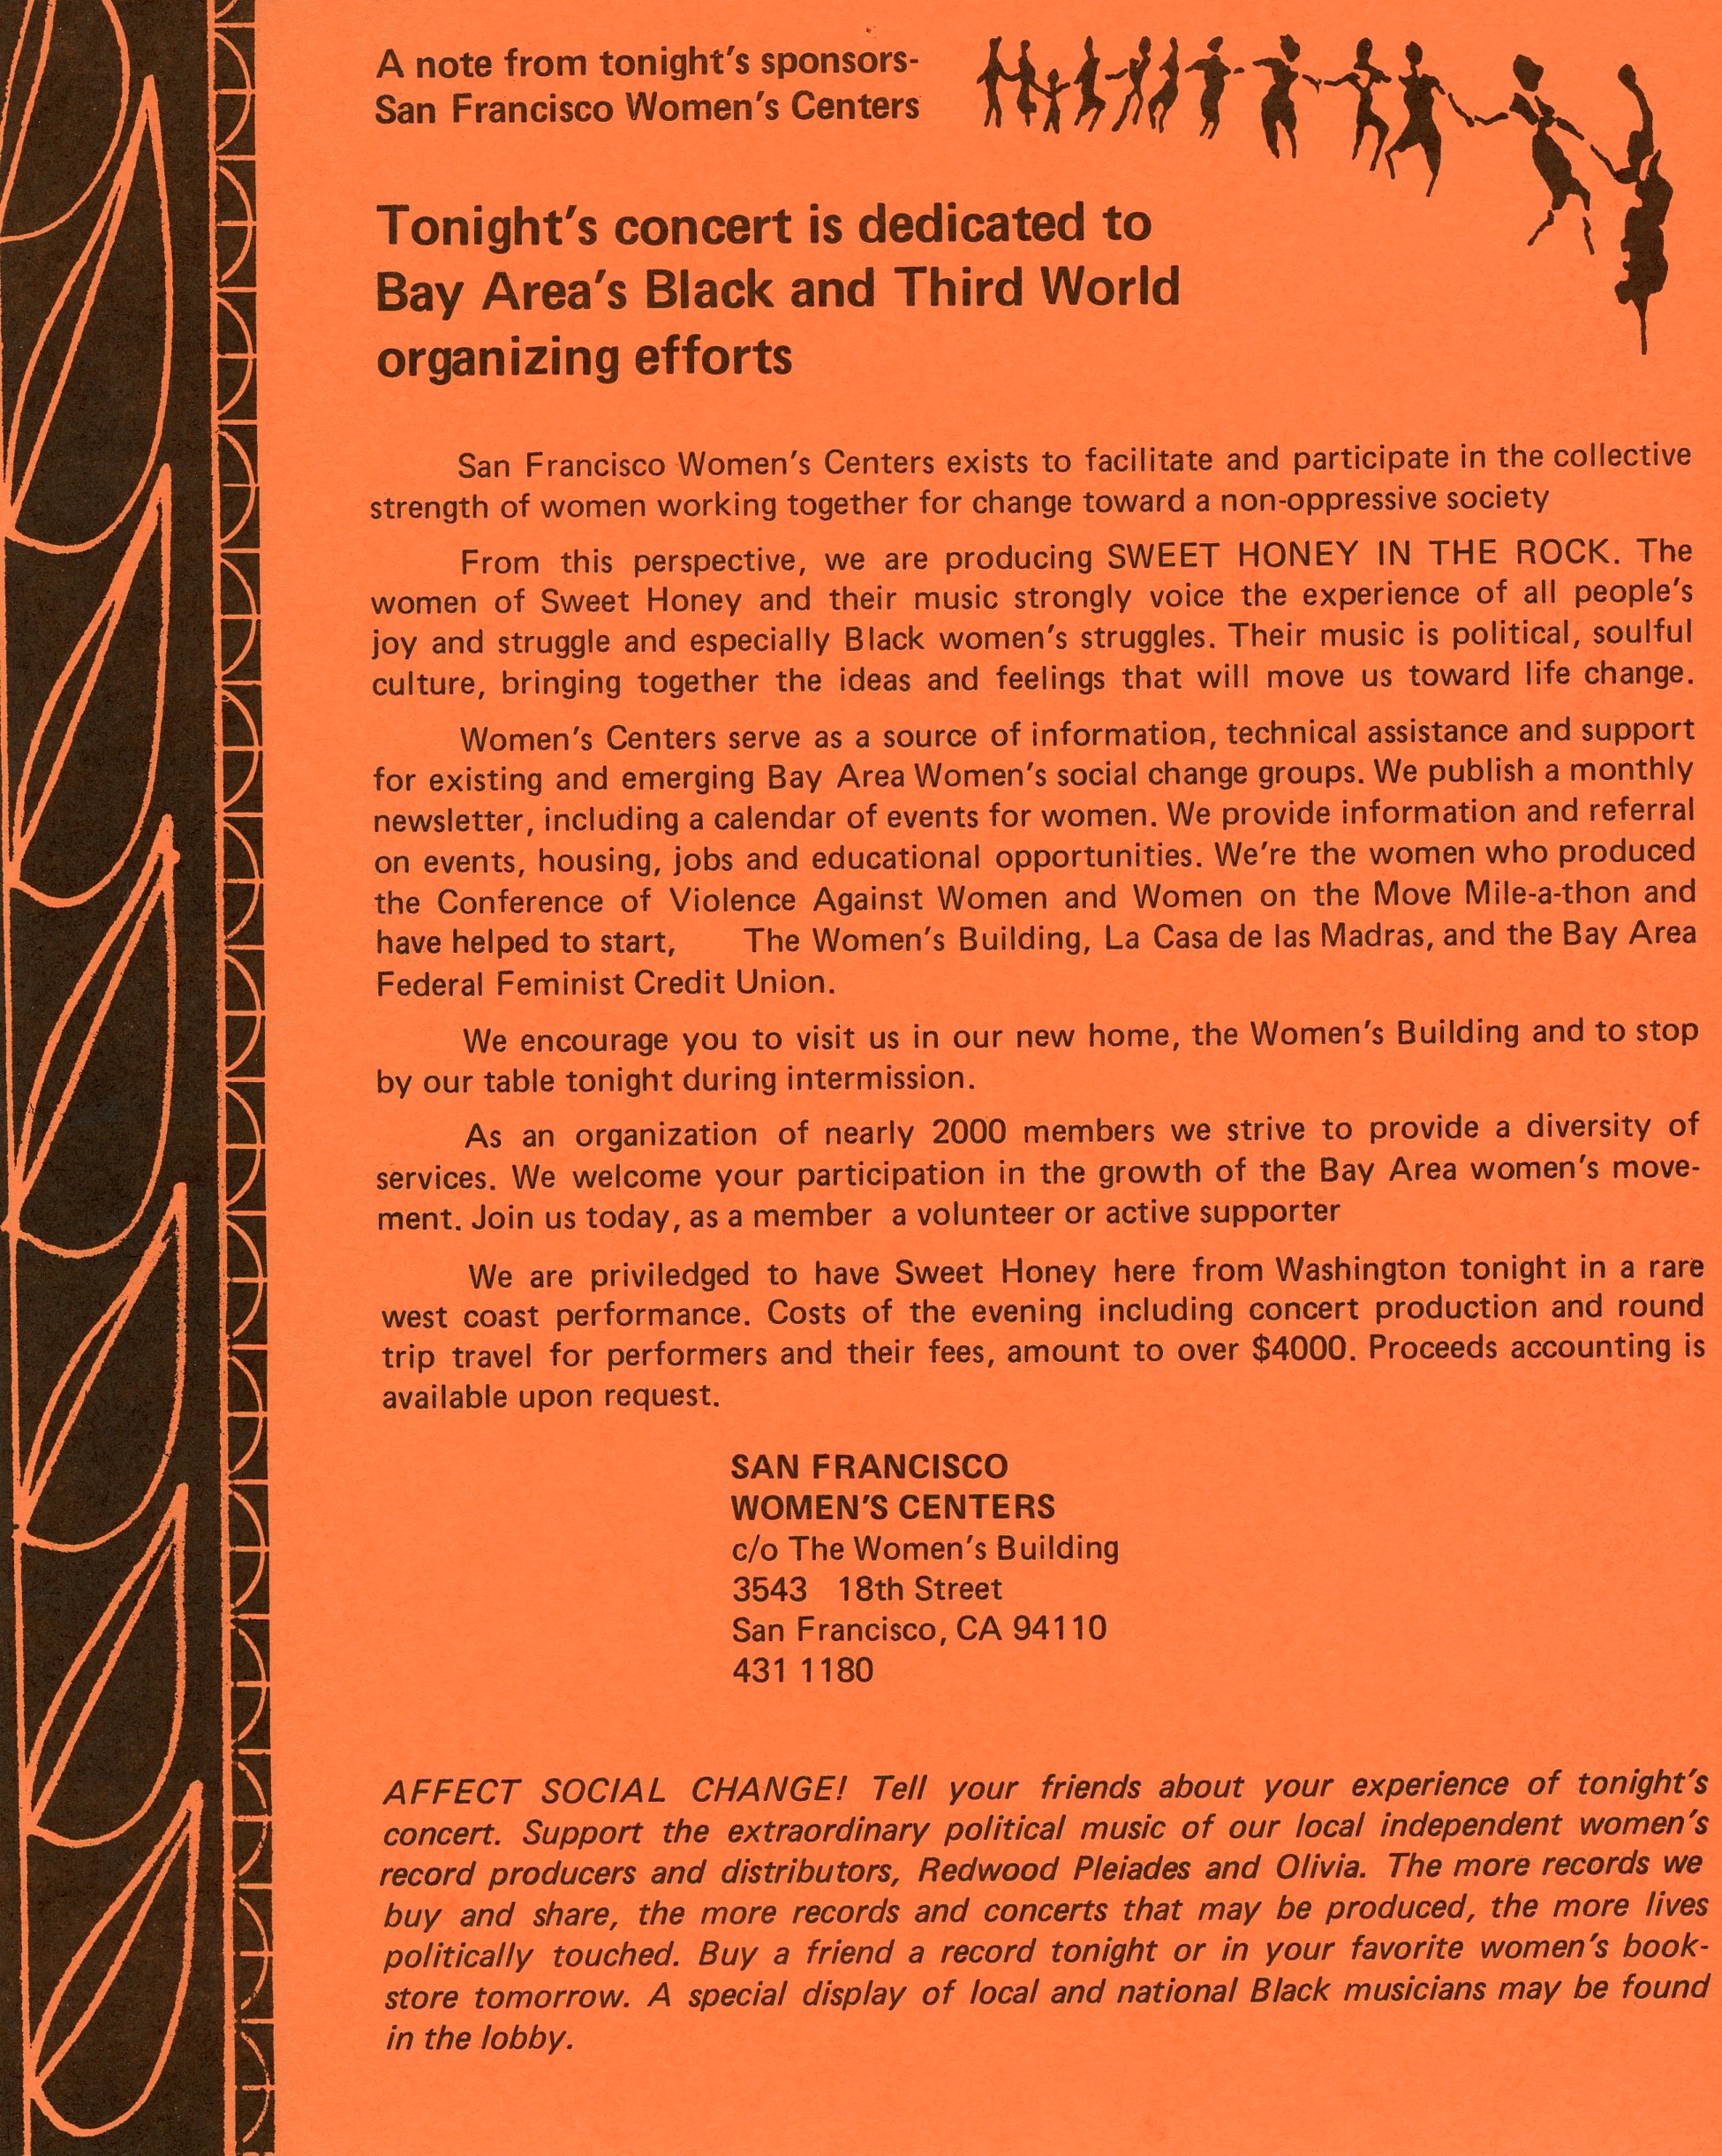 A note from tonight's sponsors-
San Francisco Women's Centers
Tonight's concert is dedicated to
Bay Area's Black and Third World
organizing efforts
San Francisco Women's Centers exists to facilitate and participate in the collective
strength of women working together for change toward a non-oppressive society
From this perspective, we are producing SWEET HONEY IN THE ROCK. The
women of Sweet Honey and their music strongly voice the experience of all people's
joy and struggle and especially Black women's struggles. Their music is political, soulful
culture, bringing together the ideas and feelings that will move us toward life change.
Women's Centers serve as a source of information, technical assistance and support
for existing and emerging Bay Area Women's social change groups. We publish a monthly
newsletter, including a calendar of events for women. We provide information and referral
on events, housing, jobs and educational opportunities. We're the women who produced
the Conference of Violence Against Women and Women on the Move Mile-a-thon and
have helped to start, The Women's Building, La Casa de las Madras, and the Bay Area
Federal Feminist Credit Union.
We encourage you to visit us in our new home, the Women's Building and to stop
by our table tonight during intermission.
As an organization of nearly 2000 members we strive to provide a diversity of
services. We welcome your participation in the growth of the Bay Area women's move-
ment. Join us today, as a member a volunteer or active supporter
We are priviledged to have Sweet Honey here from Washington tonight in a rare
west coast performance. Costs of the evening including concert production and round
trip travel for performers and their fees, amount to over $4000. Proceeds accounting is
available upon request.
SAN FRANCISCO
WOMEN'S CENTERS
c/o The Women's Building
3543 18th Street
San Francisco, CA 94110
431 1180
AFFECT SOCIAL CHANGE! Tell your friends about your experience of tonight's
concert. Support the extraordinary political music of our local independent women's
record producers and distributors, Redwood Pleiades and Olivia. The more records we
buy and share, the more records and concerts that may be produced, the more lives
politically touched. Buy a friend a record tonight or in your favorite women's book-
store tomorrow. A special display of local and national Black musicians may be found
in the lobby.